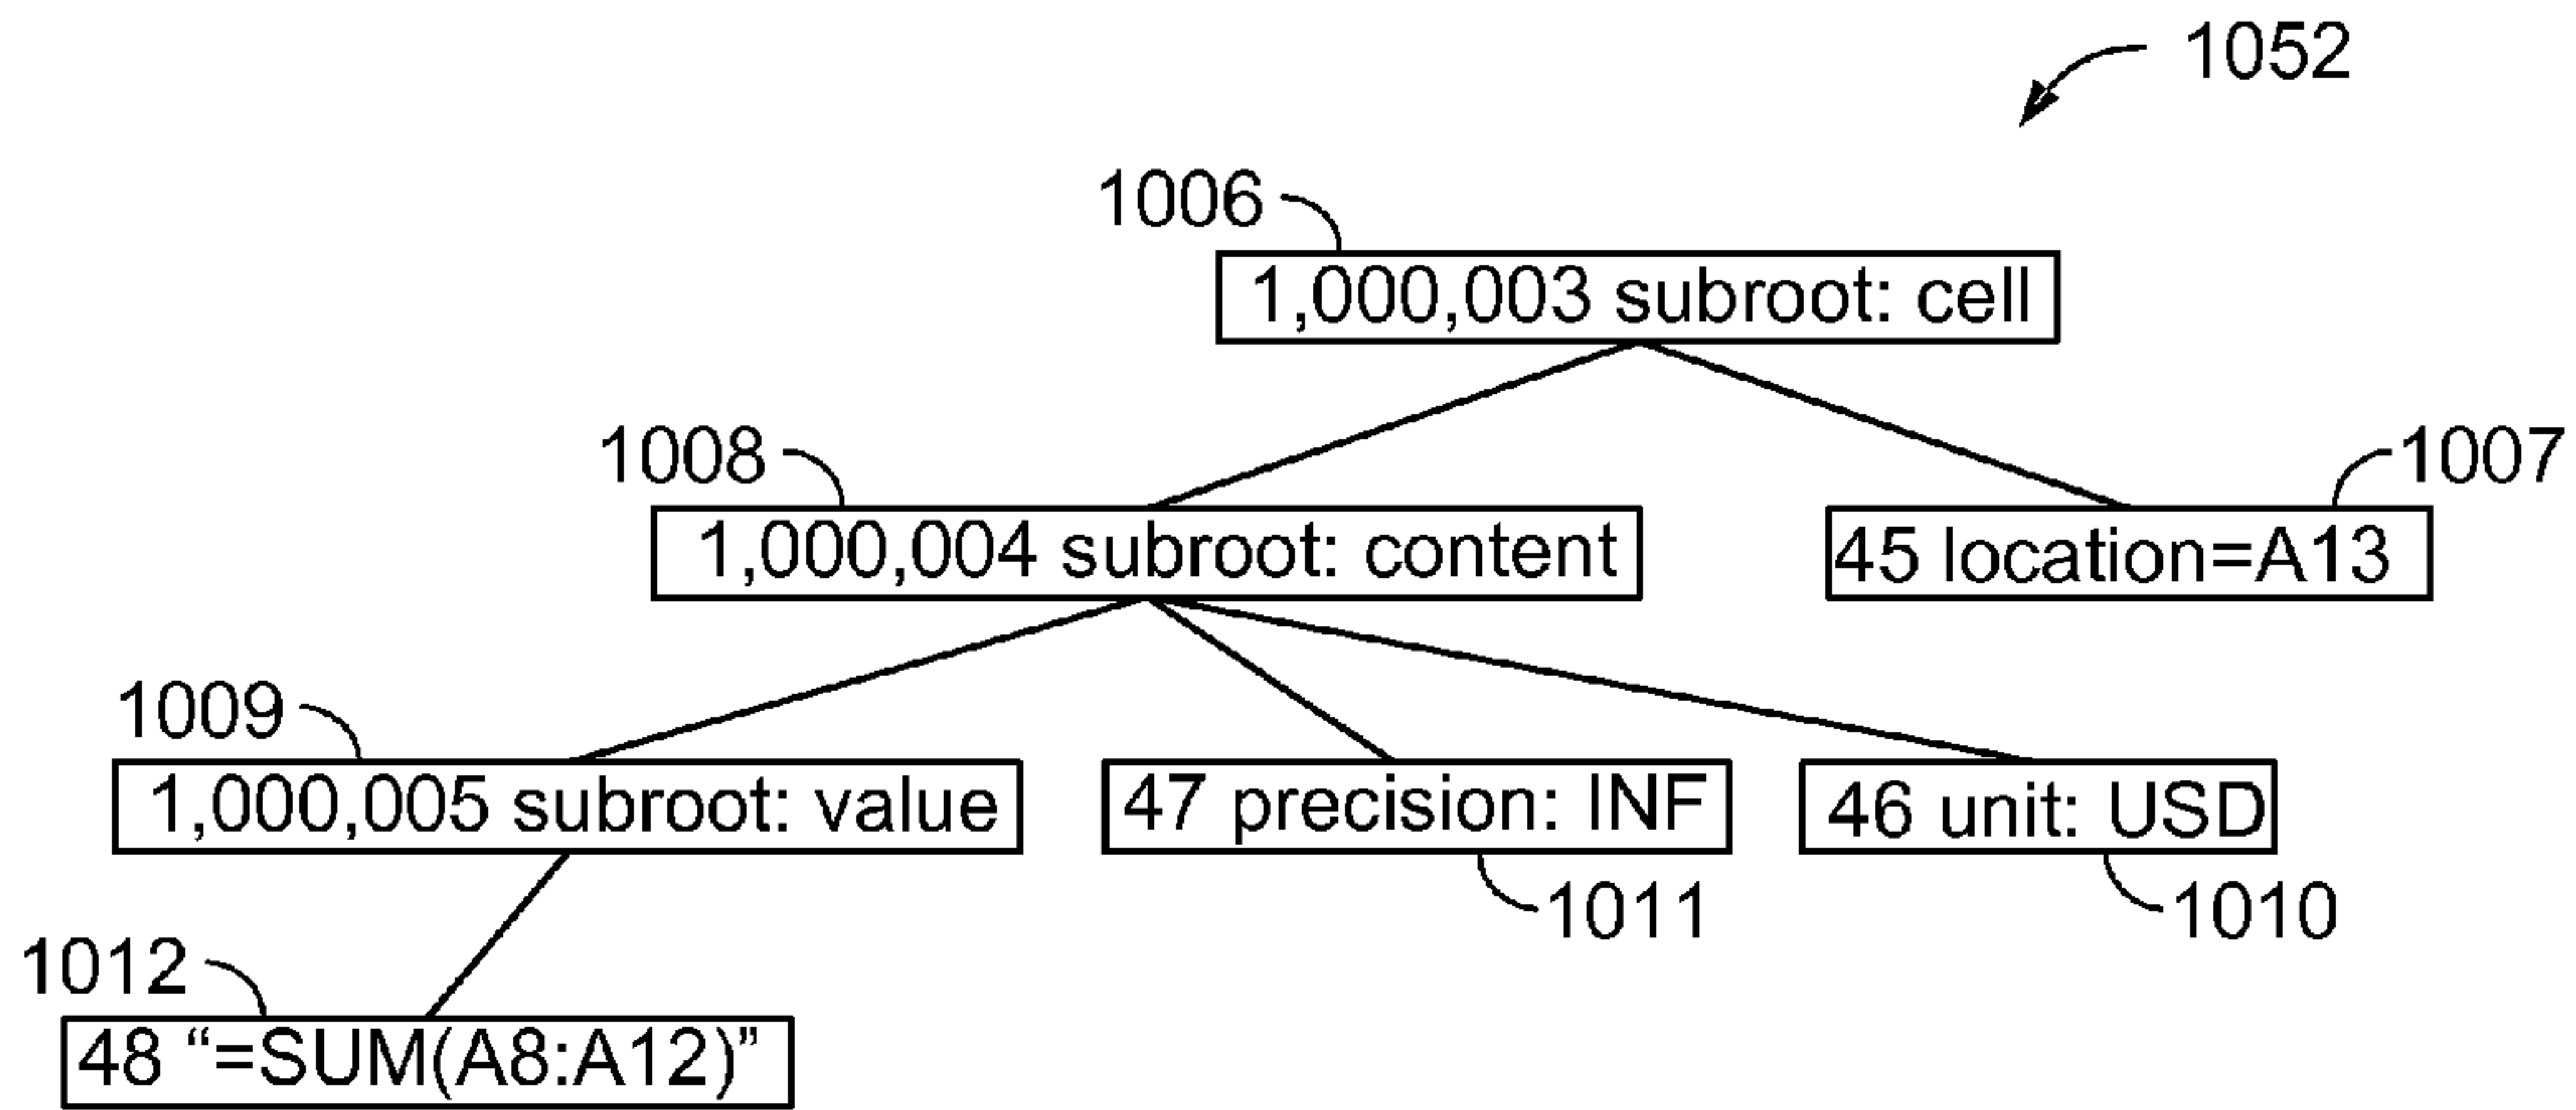 1052
1006
1,000,003 subroot: cell
1008
1007
1,000,004 subroot: content
45 location=A13
1009
1,000,005 subroot: value
47 precision: INF
46 unit: USD
1011
1010
1012
48 “=SUM(A8:A12)”